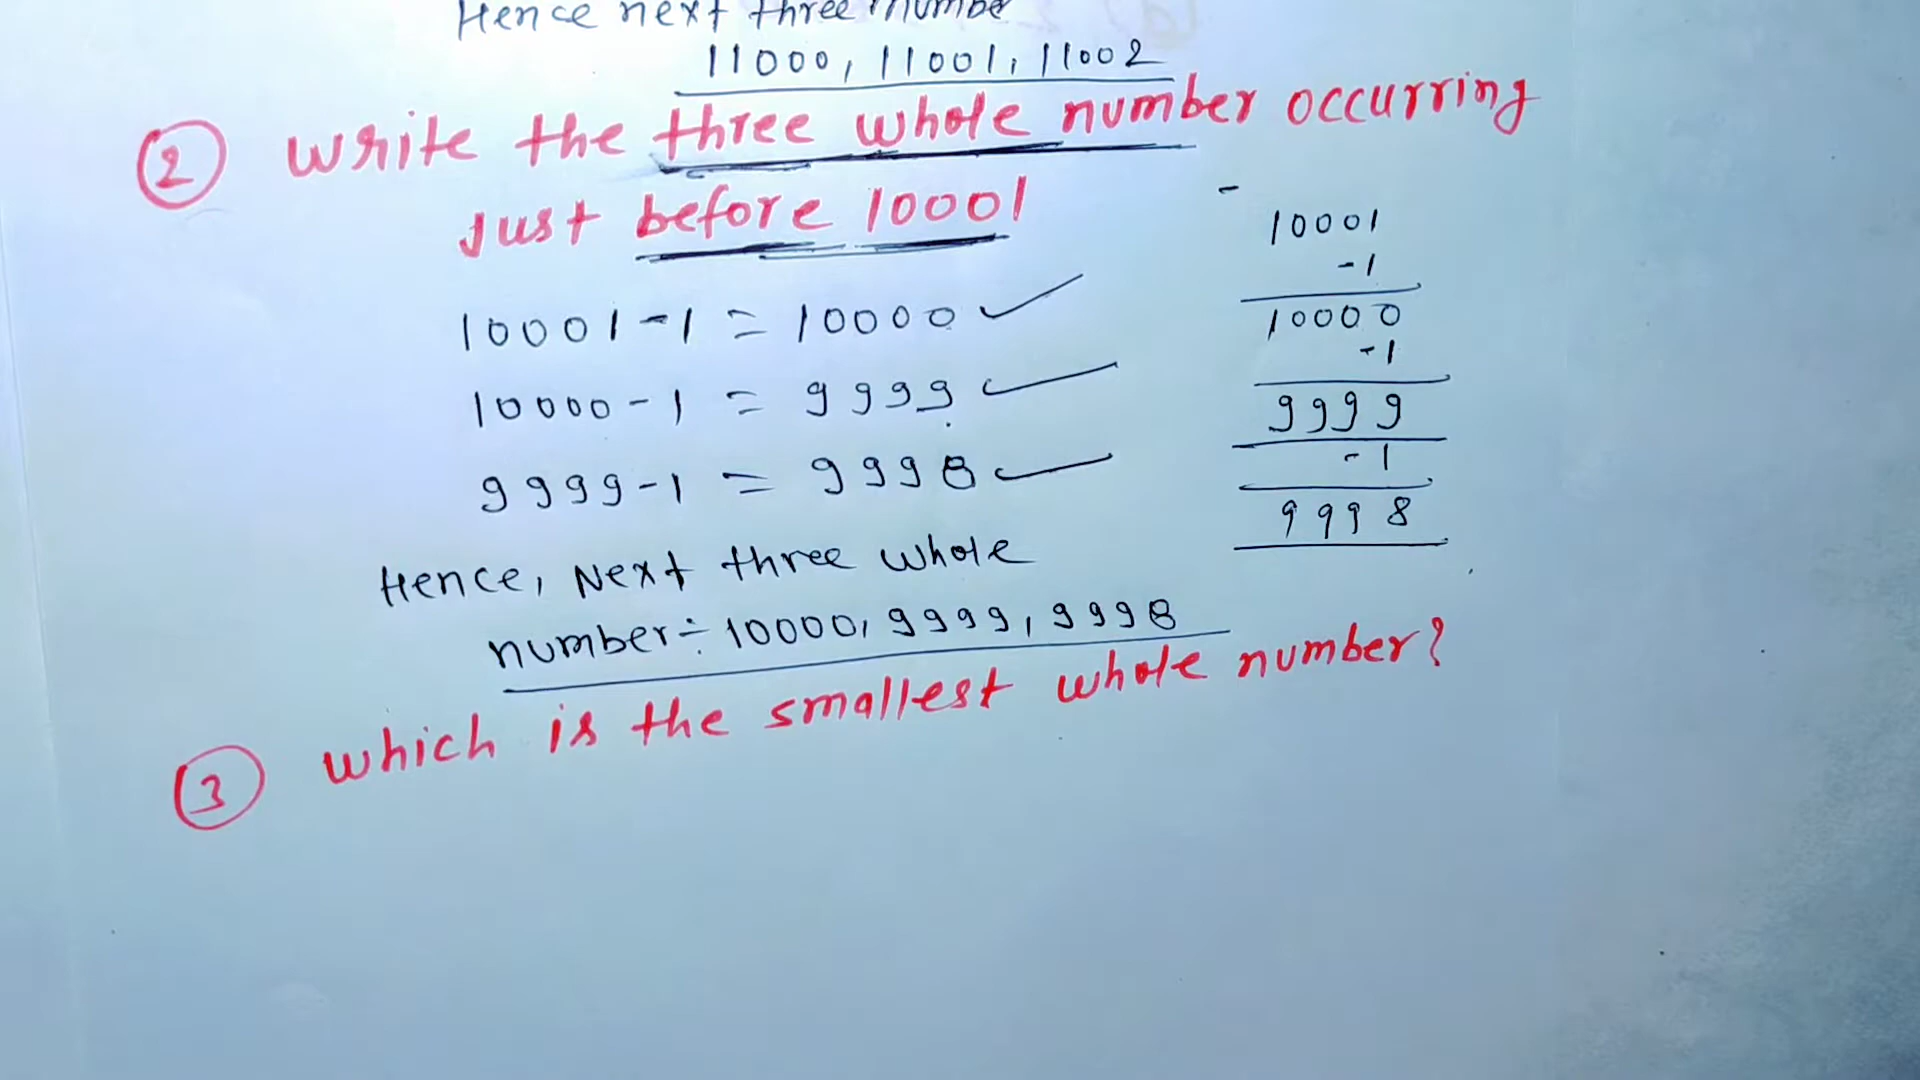 Hence next three numbe
11000, 11001, 11002
② write the three whole number occurring
Just before 10001
10001 - 1 = 10000 ✓
10000 - 1 = 9999 ✓
9999 - 1 = 9998 ✓
Hence, Next three whole
number ÷ 10000, 9999, 9998
-
10001
-1
10000
-1
9999
-1
9998
③ which is the smallest whole number?